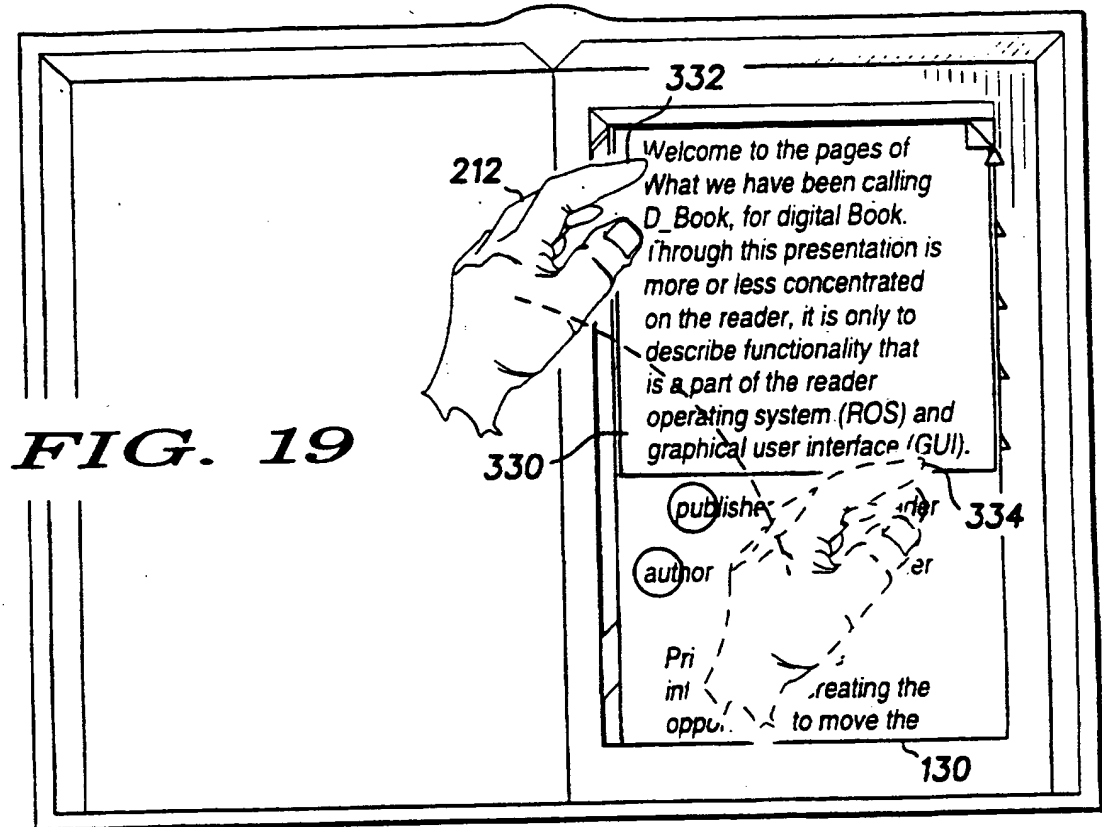 332
212
Welcome to the pages of
What we have been calling
D_Book, for digital Book.
Through this presentation is
more or less concentrated
on the reader, it is only to
describe functionality that
is a part of the reader
operating system (ROS) and
graphical user interface (GUI).
FIG. 19
330
334
publisher
author
to move the
reating the
130